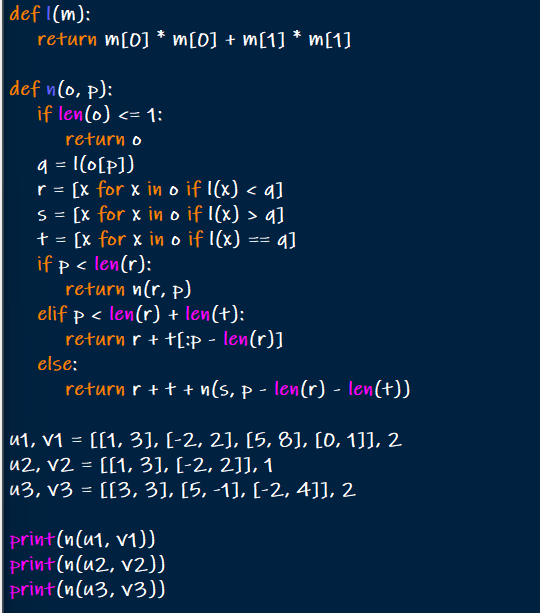 def l(m):
    return m[0] * m[0] + m[1] * m[1]

def n(o, p):
    if len(o) <= 1:
        return o
    q = l(o[p])
    r = [x for x in o if l(x) < q]
    s = [x for x in o if l(x) > q]
    t = [x for x in o if l(x) == q]
    if p < len(r):
        return n(r, p)
    elif p < len(r) + len(t):
        return r + t[:p - len(r)]
    else:
        return r + t + n(s, p - len(r) - len(t))

u1, v1 = [[1, 3], [-2, 2], [5, 8], [0, 1]], 2
u2, v2 = [[1, 3], [-2, 2]], 1
u3, v3 = [[3, 3], [5, -1], [-2, 4]], 2

print(n(u1, v1))
print(n(u2, v2))
print(n(u3, v3))